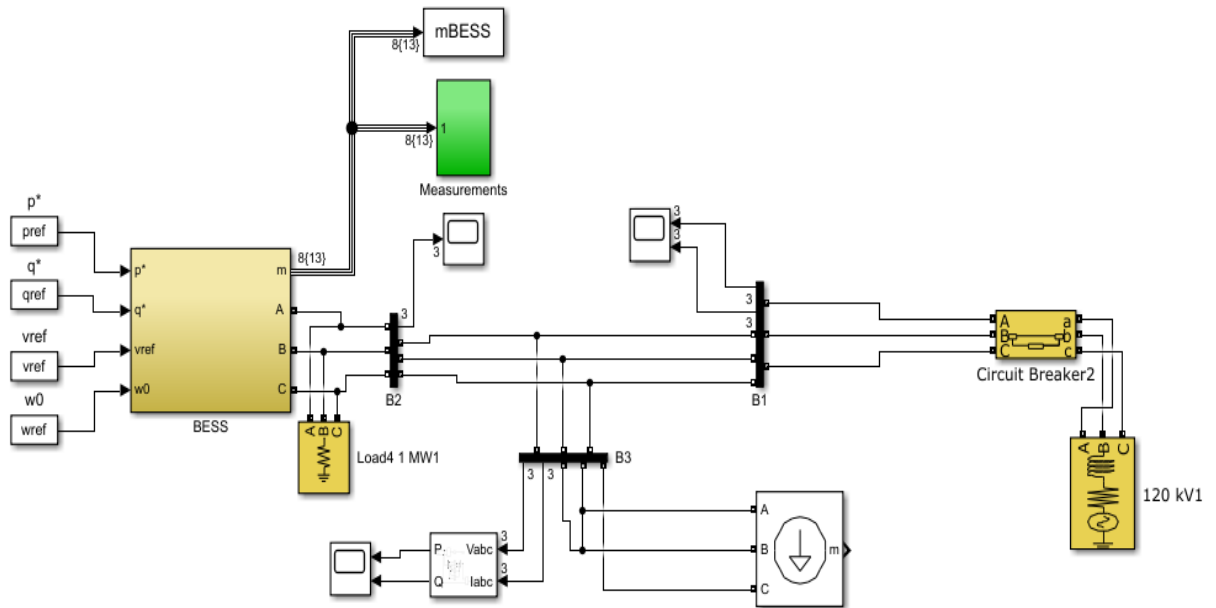 mBESS
8{13}
1
8{13}
Measurements
p*
pref
q*
qref
vref
vref
w0
wref
8{13}
p*
m
q*
A
vref
B
w0
C
BESS
3
3
B2
A B C
Load4 1 MW1
3
3
3
3
B1
A a
B b
C c
Circuit Breaker2
A B C
120 kV1
B3
3 3
P Vabc 3
Q Iabc 3
A
B m
C